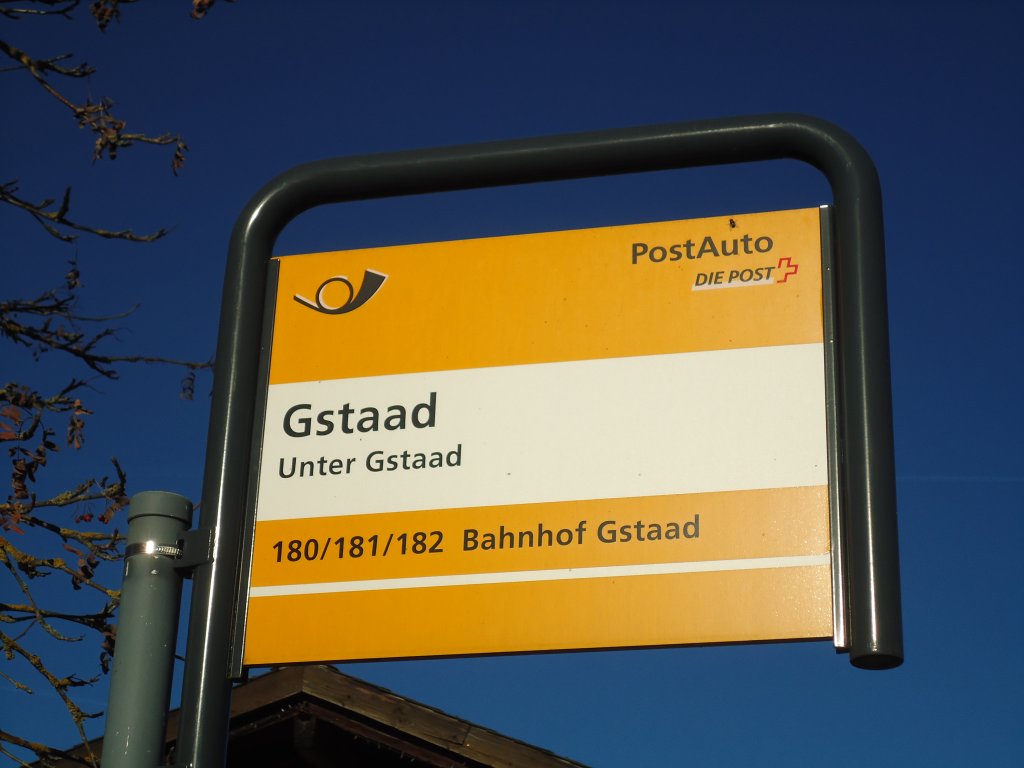 PostAuto
DIE POST
Gstaad
Unter Gstaad
180/181/182 Bahnhof Gstaad